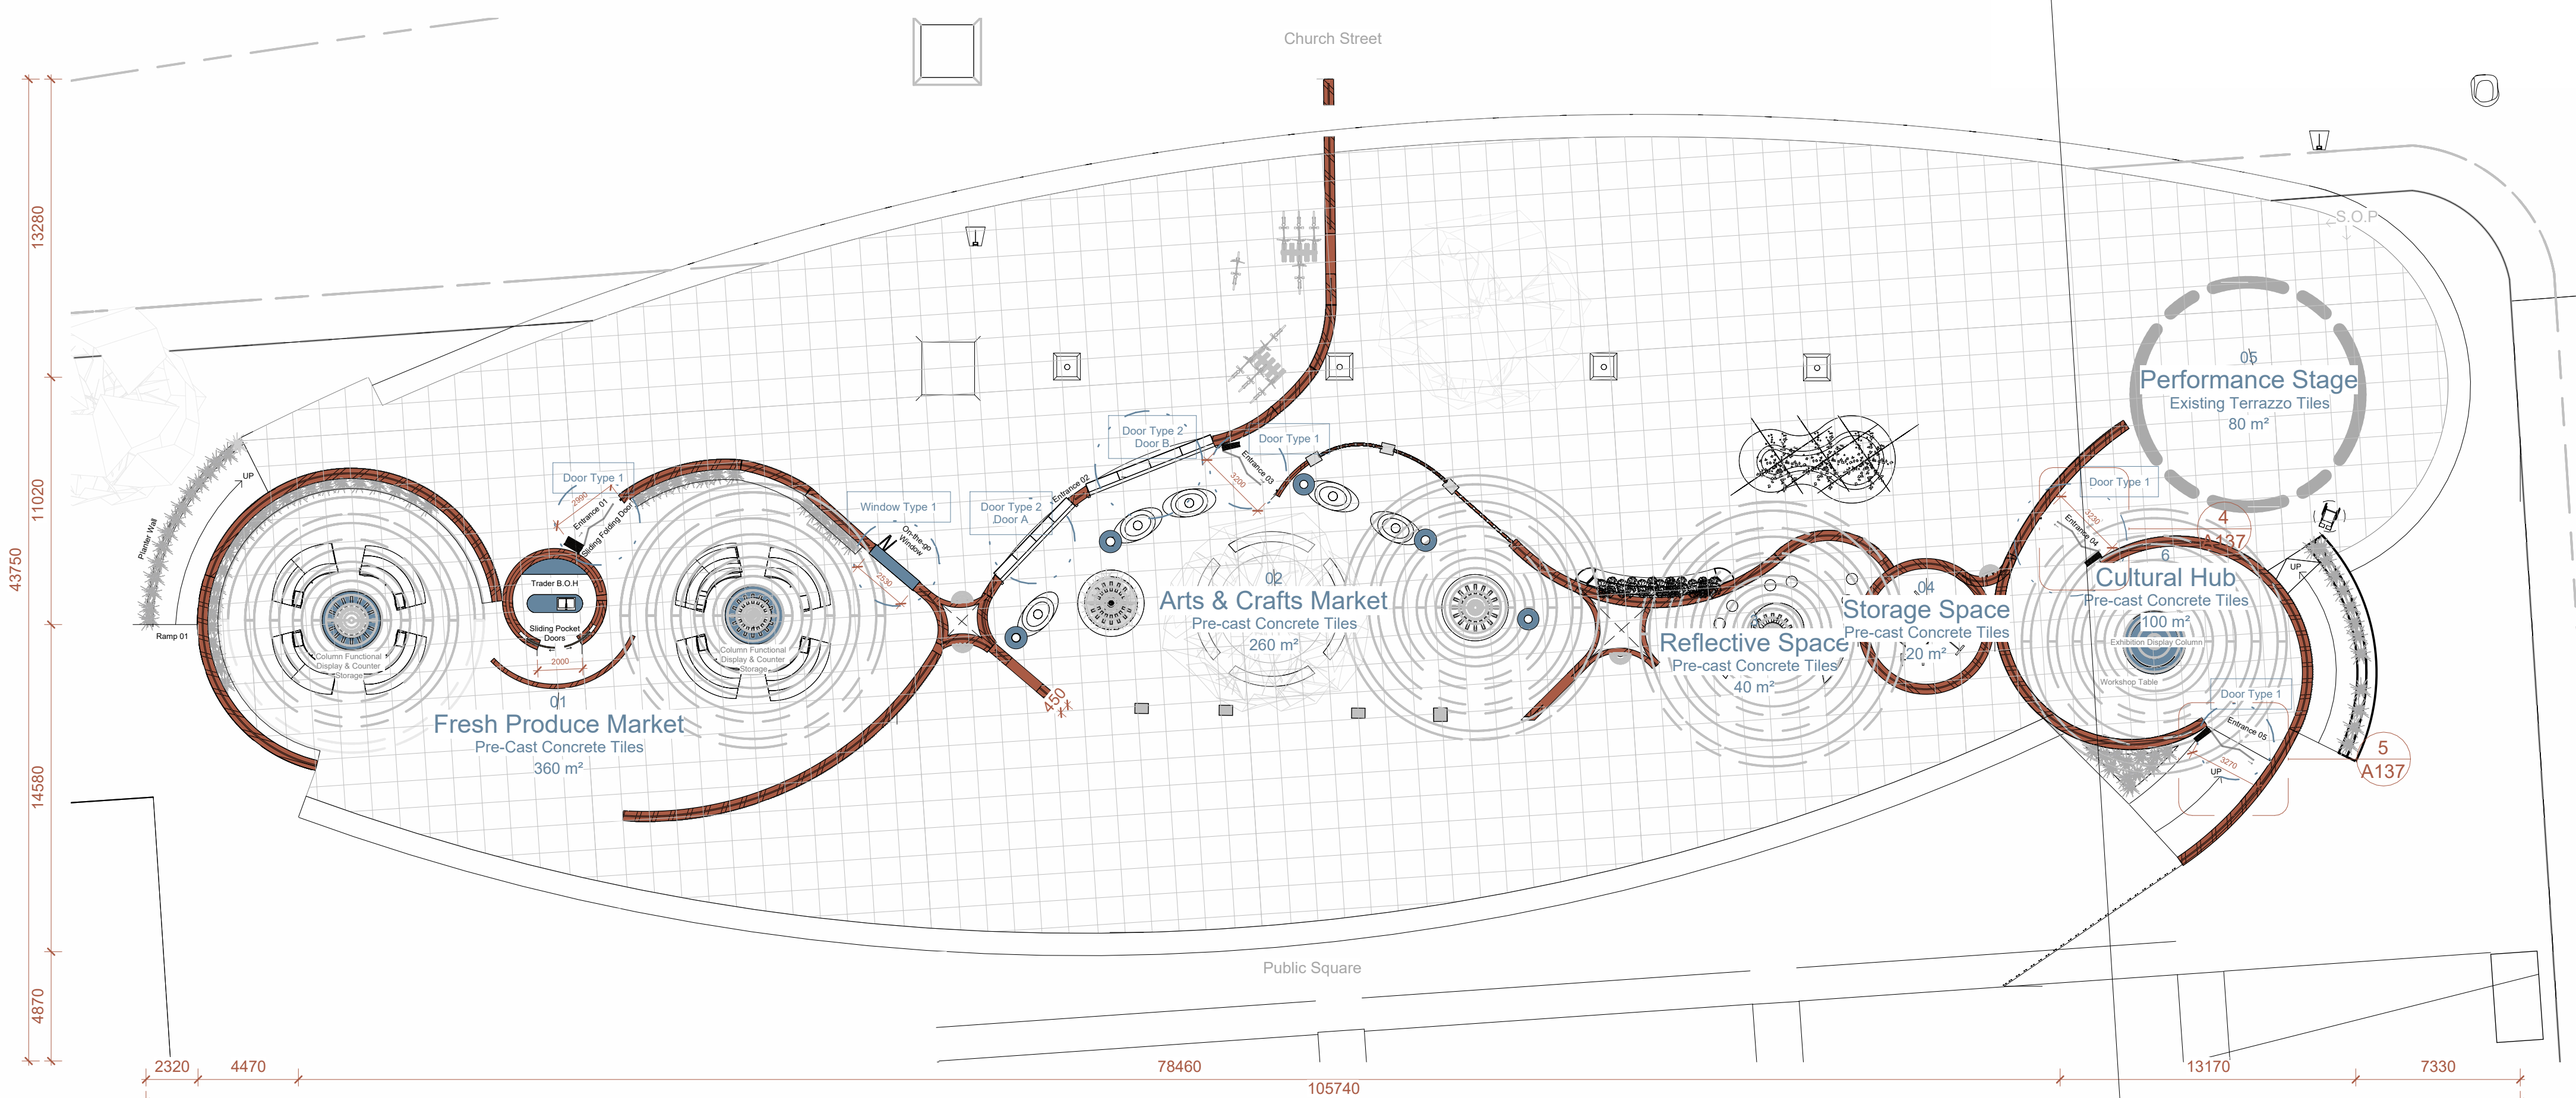 Church Street
S.O.P
13280
11020
43750
14580
4870
05
Performance Stage
Existing Terrazzo Tiles
80 m²
Door Type 2
Door B
Door Type 1
Entrance 03
3200
Door Type 1
2990
Entrance 01
Sliding Folding Door
UP
Planter Wall
Ramp 01
Window Type 1
On-the-go
Window
2530
Door Type 2
Door A
Entrance 02
Door Type 1
3230
Entrance 04
4
A137
Trader B.O.H
Sliding Pocket
Doors
2000
Column Functional
Display & Counter
Storage
Column Functional
Display & Counter
Storage
01
Fresh Produce Market
Pre-Cast Concrete Tiles
360 m²
450
02
Arts & Crafts Market
Pre-cast Concrete Tiles
260 m²
Reflective Space
Pre-cast Concrete Tiles
40 m²
04
Storage Space
Pre-cast Concrete Tiles
20 m²
6
Cultural Hub
Pre-cast Concrete Tiles
100 m²
Exhibition Display Column
Workshop Table
UP
Door Type 1
Entrance 05
3270
UP
5
A137
Public Square
2320
4470
78460
13170
7330
105740